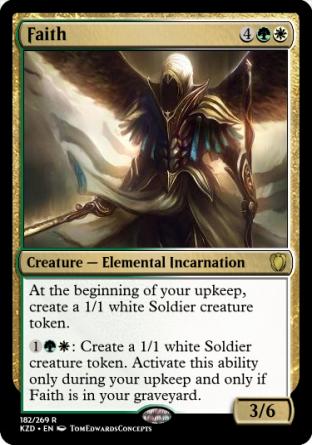 Faith 4
Creature — Elemental Incarnation
At the beginning of your upkeep,
create a 1/1 white Soldier creature
token.
1: Create a 1/1 white Soldier
creature token. Activate this ability
only during your upkeep and only if
Faith is in your graveyard.
3/6
182/269 R
KZD • EN TomEdwardsConcepts